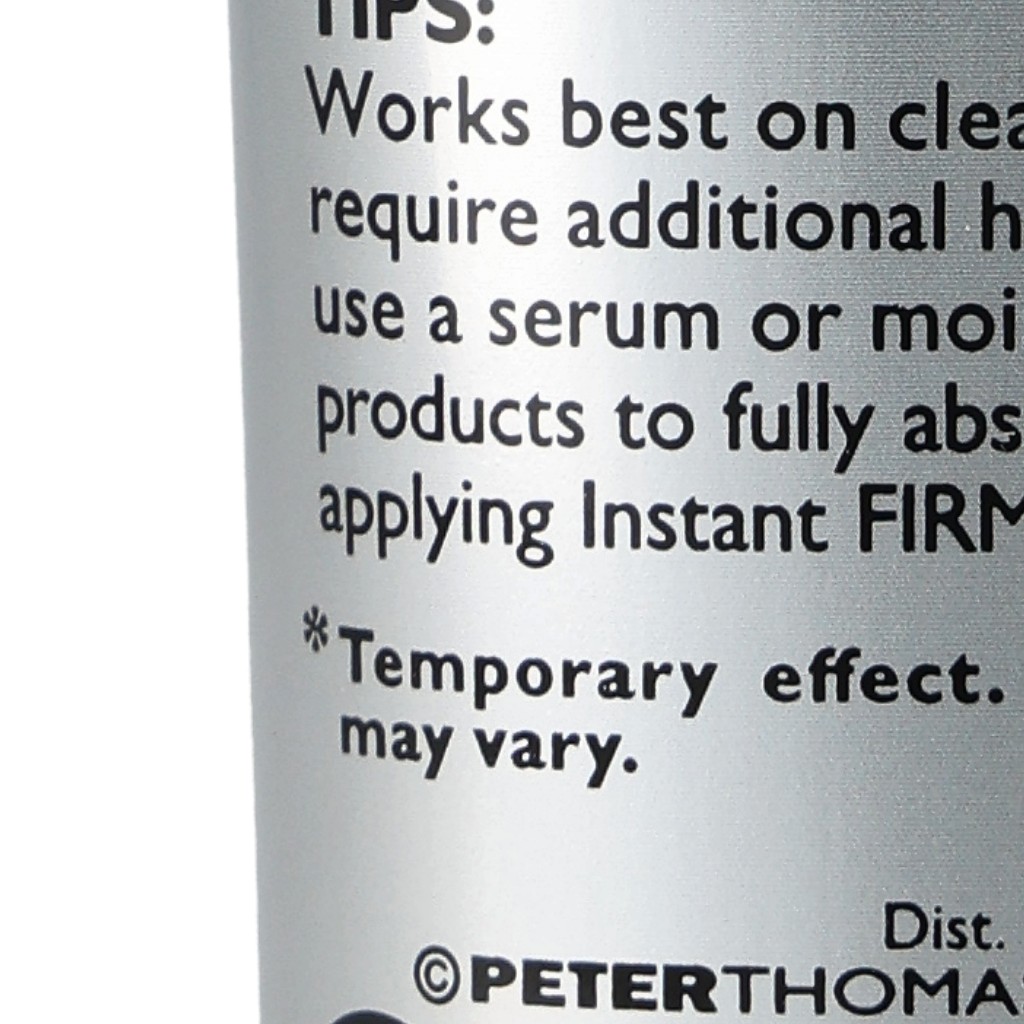 TIPS:
Works best on clea
require additional h
use a serum or moi
products to fully abs
applying Instant FIRM
*Temporary effect.
may vary.
Dist.
©PETERTHOMAS